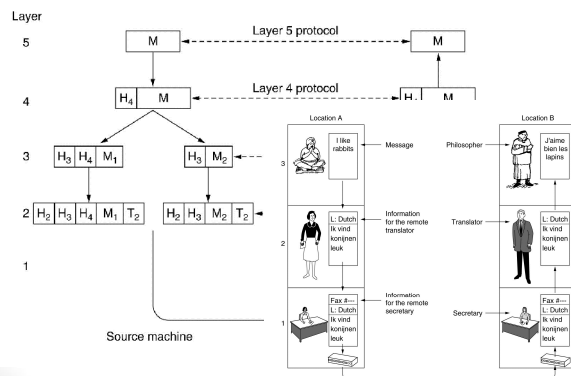 Layer
5
M
Layer 5 protocol
M
4
H4 M
Layer 4 protocol
M
3
H3 H4 M1
H3 M2
2
H2 H3 H4 M1 T2
H2 H3 M2 T2
1
Source machine
Location A
Location B
3
I like
rabbits
Message
Philosopher
J'aime
bien les
lapins
2
L: Dutch
Ik vind
konijnen
leuk
Information
for the remote
translator
Translator
L: Dutch
Ik vind
konijnen
leuk
1
Fax #---
L: Dutch
Ik vind
konijnen
leuk
Information
for the remote
secretary
Secretary
Fax #---
L: Dutch
Ik vind
konijnen
leuk